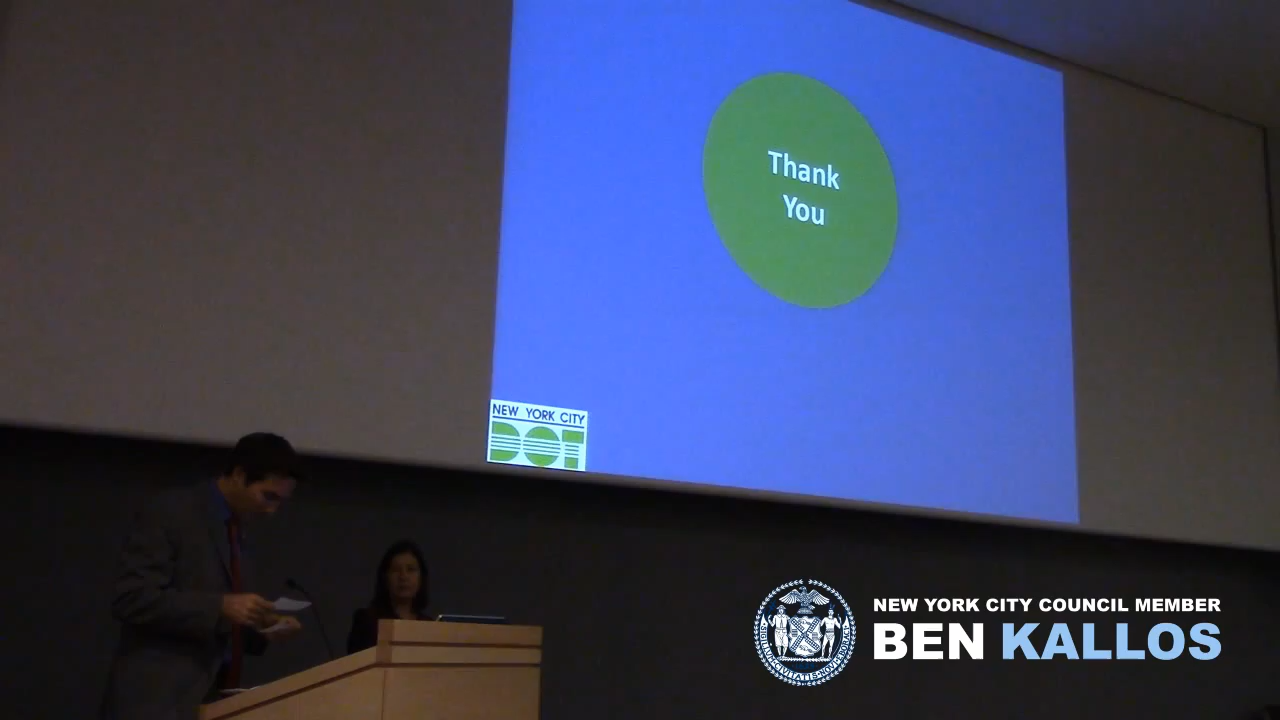 Thank
You
NEW YORK CITY
DOT
NEW YORK CITY COUNCIL MEMBER
BEN KALLOS